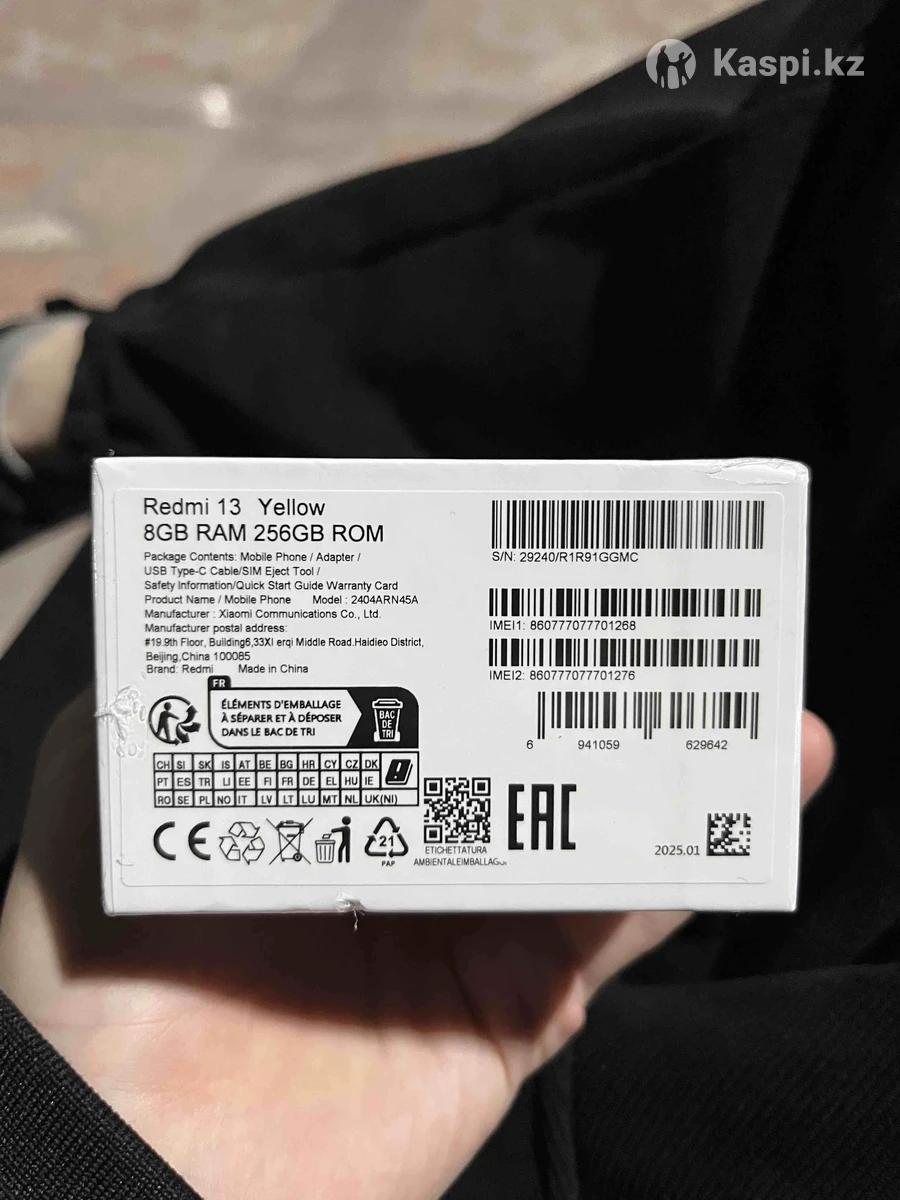 Kaspi.kz
Redmi 13 Yellow
8GB RAM 256GB ROM
Package Contents: Mobile Phone / Adapter /
USB Type-C Cable/SIM Eject Tool /
Safety Information/Quick Start Guide Warranty Card
Product Name / Mobile Phone Model : 2404ARN45A
Manufacturer : Xiaomi Communications Co., Ltd.
Manufacturer postal address:
#19.9th Floor, Building6,33XI erqi Middle Road.Haidieo District,
Beijing,China 100085
Brand: Redmi Made in China
S/N: 29240/R1R91GGMC
IMEI1: 860777077701268
IMEI2: 860777077701276
6 941059 629642
FR
ÉLÉMENTS D'EMBALLAGE
À SÉPARER ET À DÉPOSER
DANS LE BAC DE TRI
BAC
DE
TRI
CH SI SK IS AT BE BG HR CY CZ DK
PT ES TR LI EE FI FR DE EL HU IE
RO SE PL NO IT LV LT LU MT NL UK(NI)
CE
21
PAP
ETICHETTATURA
AMBIENTALEIMBALLAGGI
EAC
2025.01